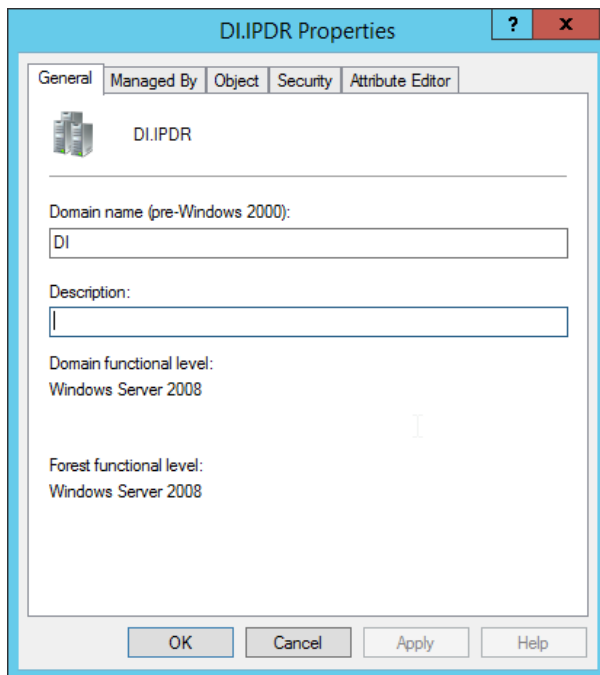 DI.IPDR Properties
? x
General Managed By Object Security Attribute Editor
DI.IPDR
Domain name (pre-Windows 2000):
DI
Description:
Domain functional level:
Windows Server 2008
Forest functional level:
Windows Server 2008
OK Cancel Apply Help